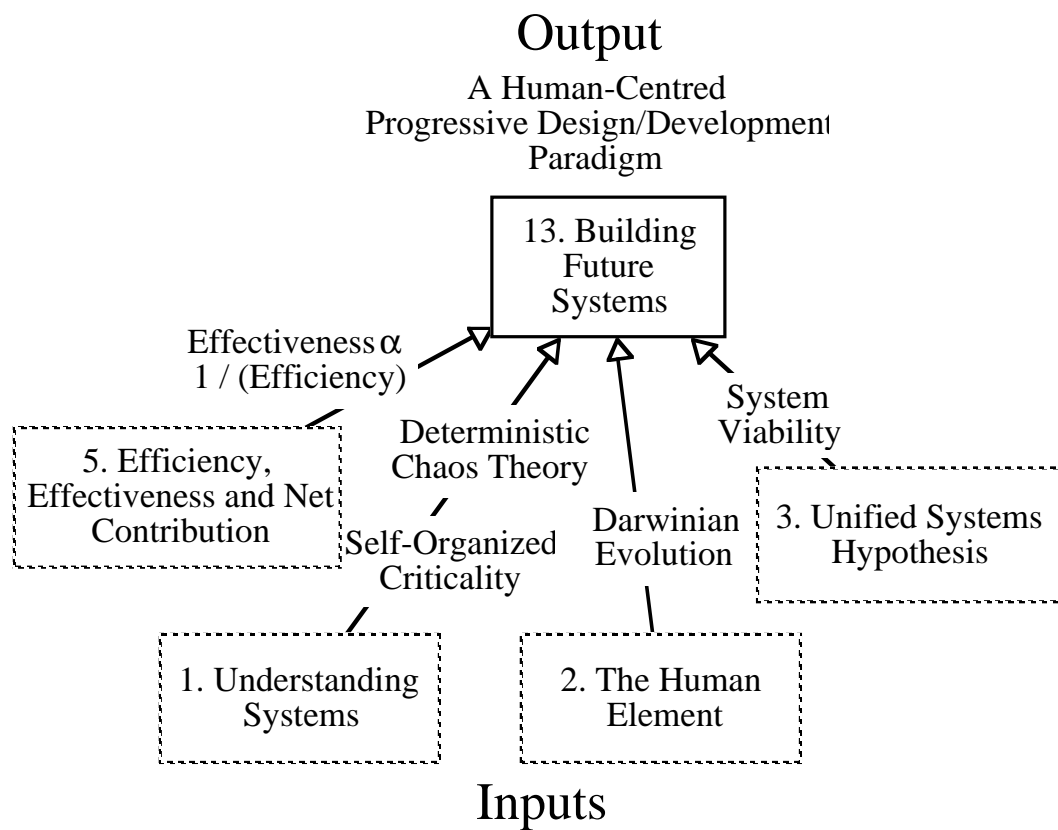 Output
A Human-Centred
Progressive Design/Development
Paradigm
13. Building
Future
Systems
Effectiveness α
1 / (Efficiency)
Deterministic
Chaos Theory
System
Viability
5. Efficiency,
Effectiveness and Net
Contribution
Self-Organized
Criticality
Darwinian
Evolution
3. Unified Systems
Hypothesis
1. Understanding
Systems
2. The Human
Element
Inputs